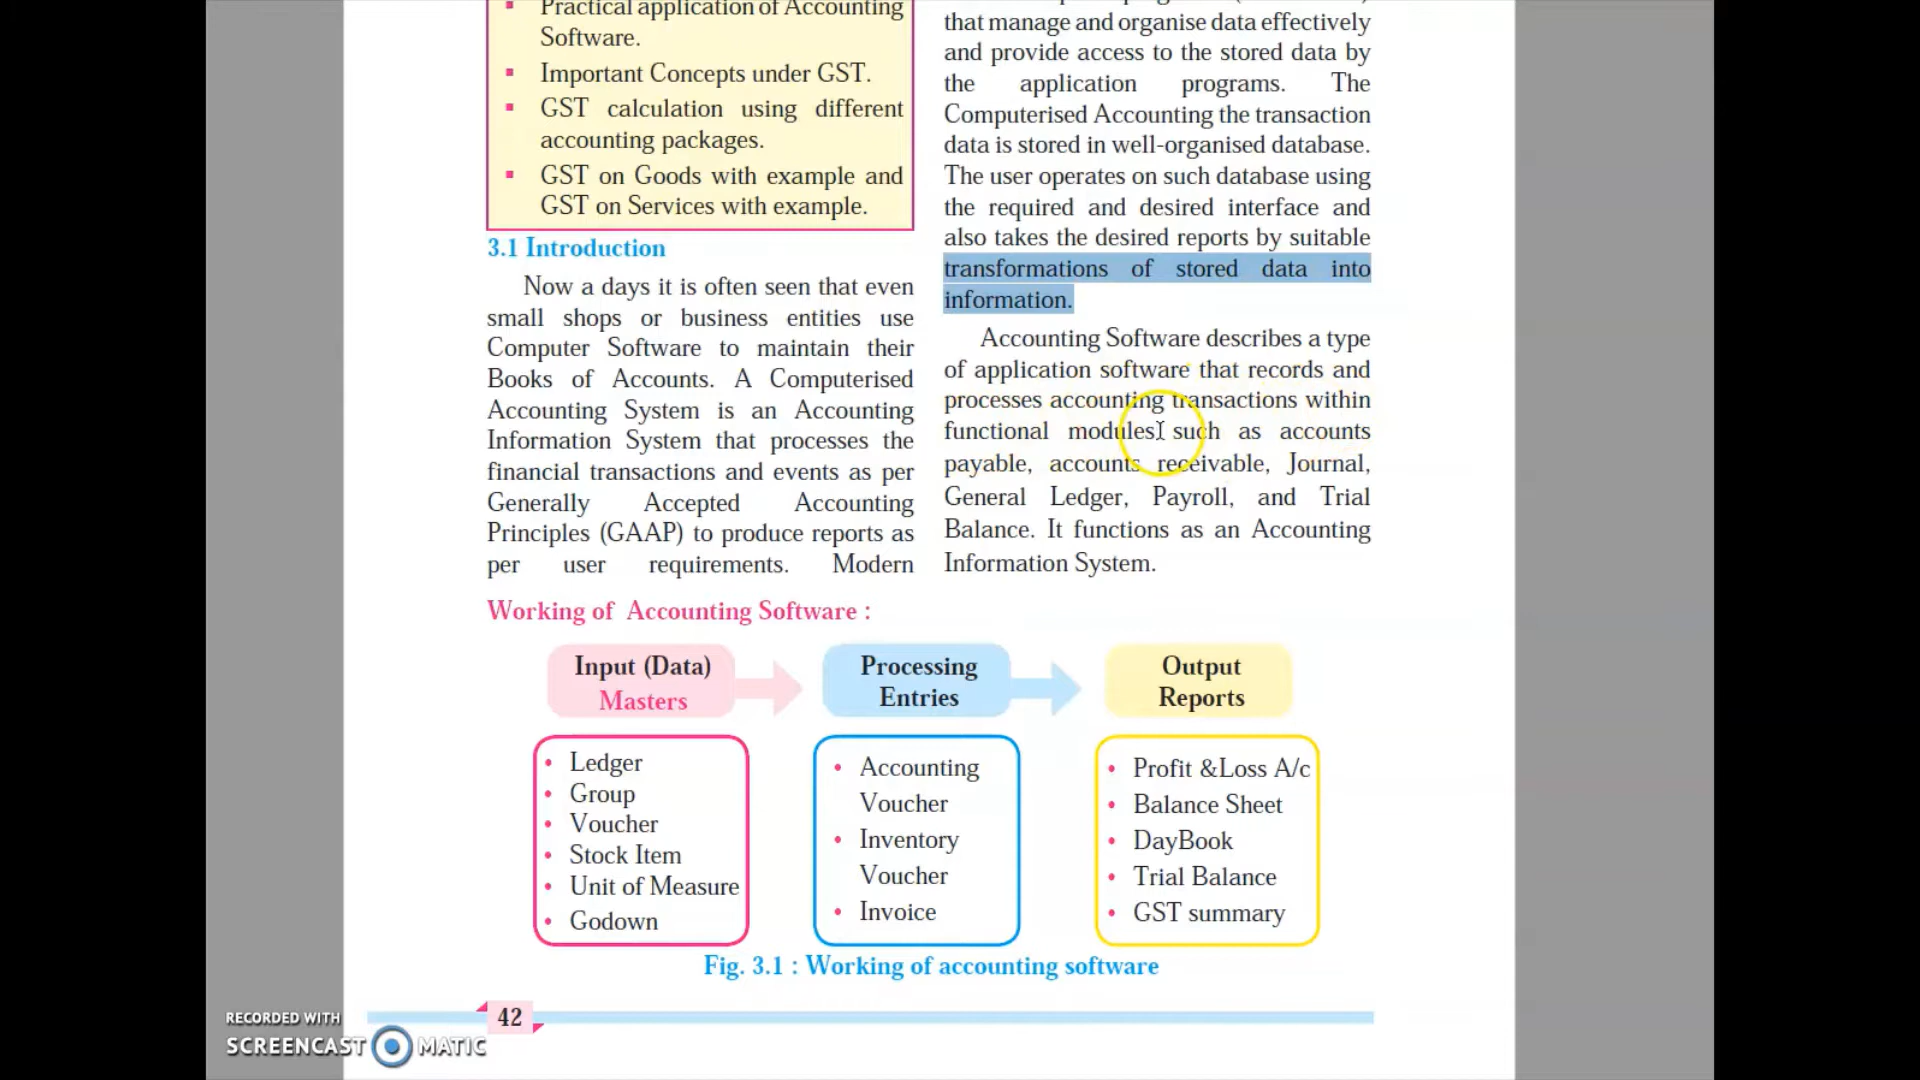 Practical application of Accounting
Software.
Important Concepts under GST.
GST calculation using different
accounting packages.
GST on Goods with example and
GST on Services with example.
3.1 Introduction
Now a days it is often seen that even
small shops or business entities use
Computer Software to maintain their
Books of Accounts. A Computerised
Accounting System is an Accounting
Information System that processes the
financial transactions and events as per
Generally Accepted Accounting
Principles (GAAP) to produce reports as
per user requirements. Modern
that manage and organise data effectively
and provide access to the stored data by
the application programs. The
Computerised Accounting the transaction
data is stored in well-organised database.
The user operates on such database using
the required and desired interface and
also takes the desired reports by suitable
transformations of stored data into
information.
Accounting Software describes a type
of application software that records and
processes accounting transactions within
functional modules such as accounts
payable, accounts receivable, Journal,
General Ledger, Payroll, and Trial
Balance. It functions as an Accounting
Information System.
Working of Accounting Software :
Input (Data)
Masters
Ledger
Group
Voucher
Stock Item
Unit of Measure
Godown
Processing
Entries
Accounting
Voucher
Inventory
Voucher
Invoice
Output
Reports
Profit &Loss A/c
Balance Sheet
DayBook
Trial Balance
GST summary
Fig. 3.1 : Working of accounting software
42
RECORDED WITH
SCREENCAST MATIC